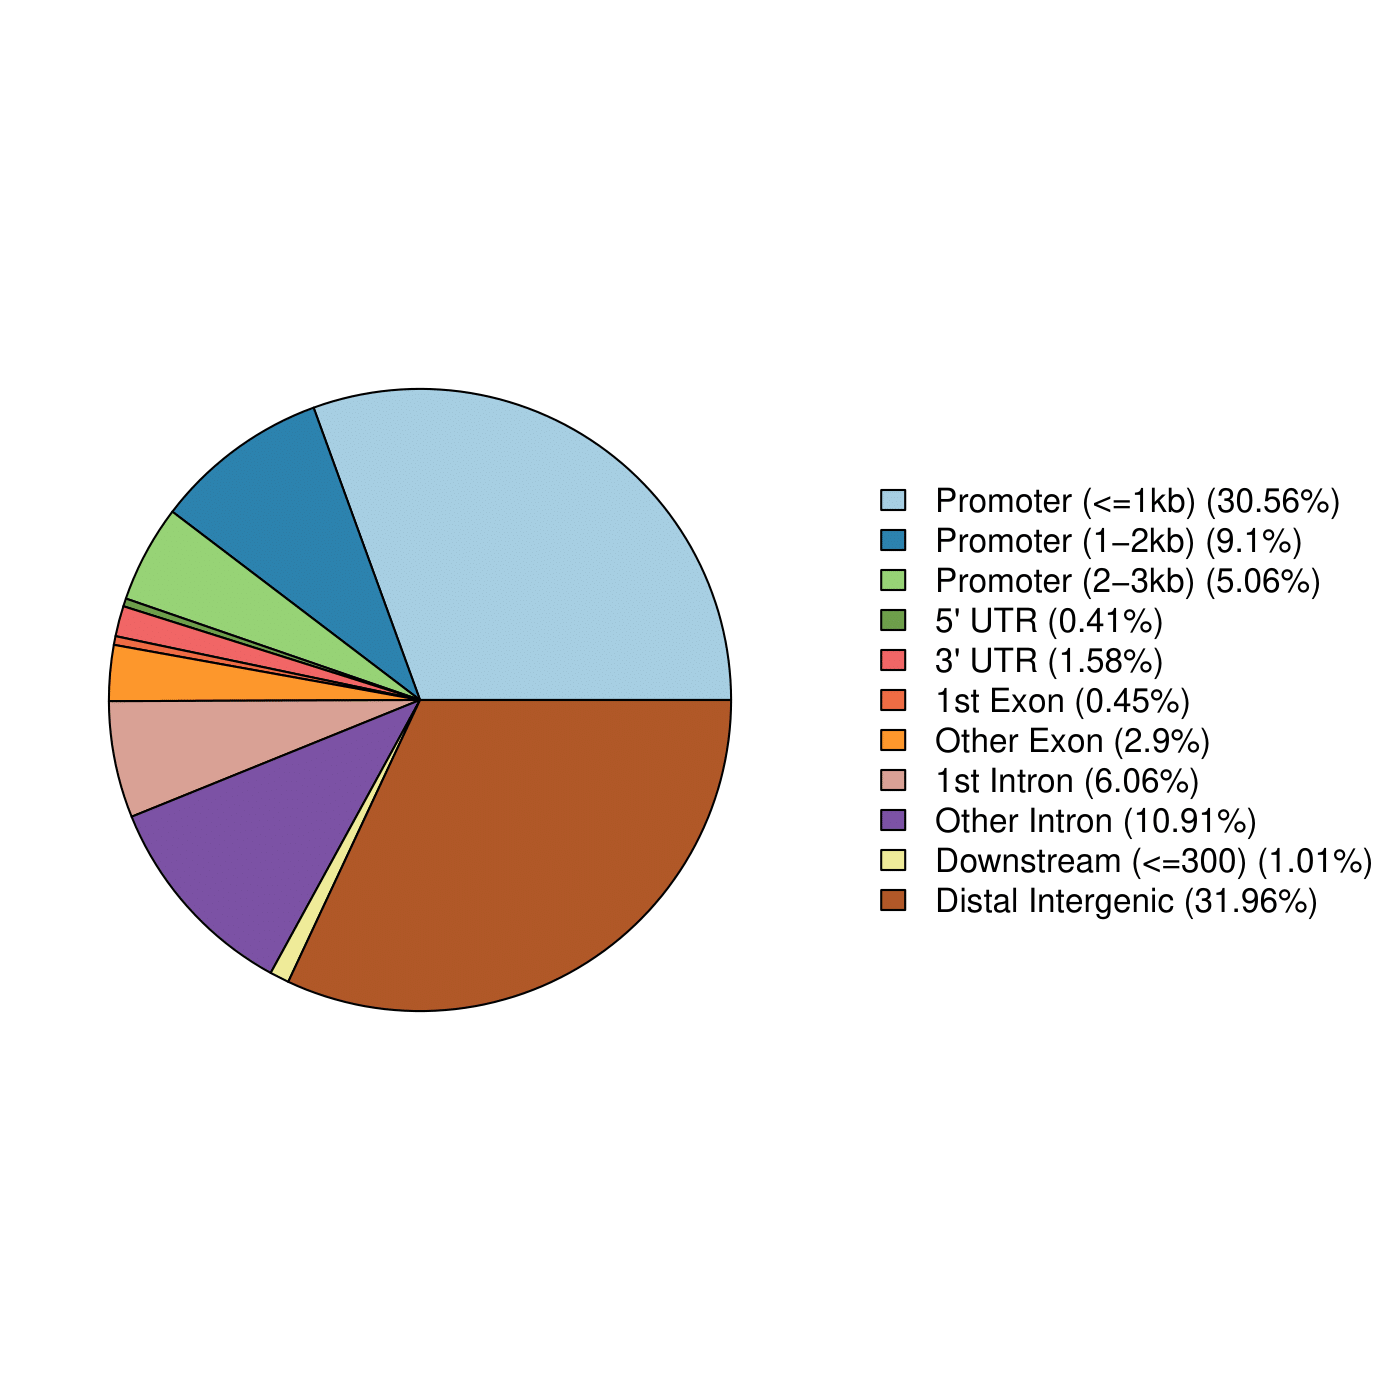 Promoter (<=1kb) (30.56%)
Promoter (1−2kb) (9.1%)
Promoter (2−3kb) (5.06%)
5' UTR (0.41%)
3' UTR (1.58%)
1st Exon (0.45%)
Other Exon (2.9%)
1st Intron (6.06%)
Other Intron (10.91%)
Downstream (<=300) (1.01%)
Distal Intergenic (31.96%)